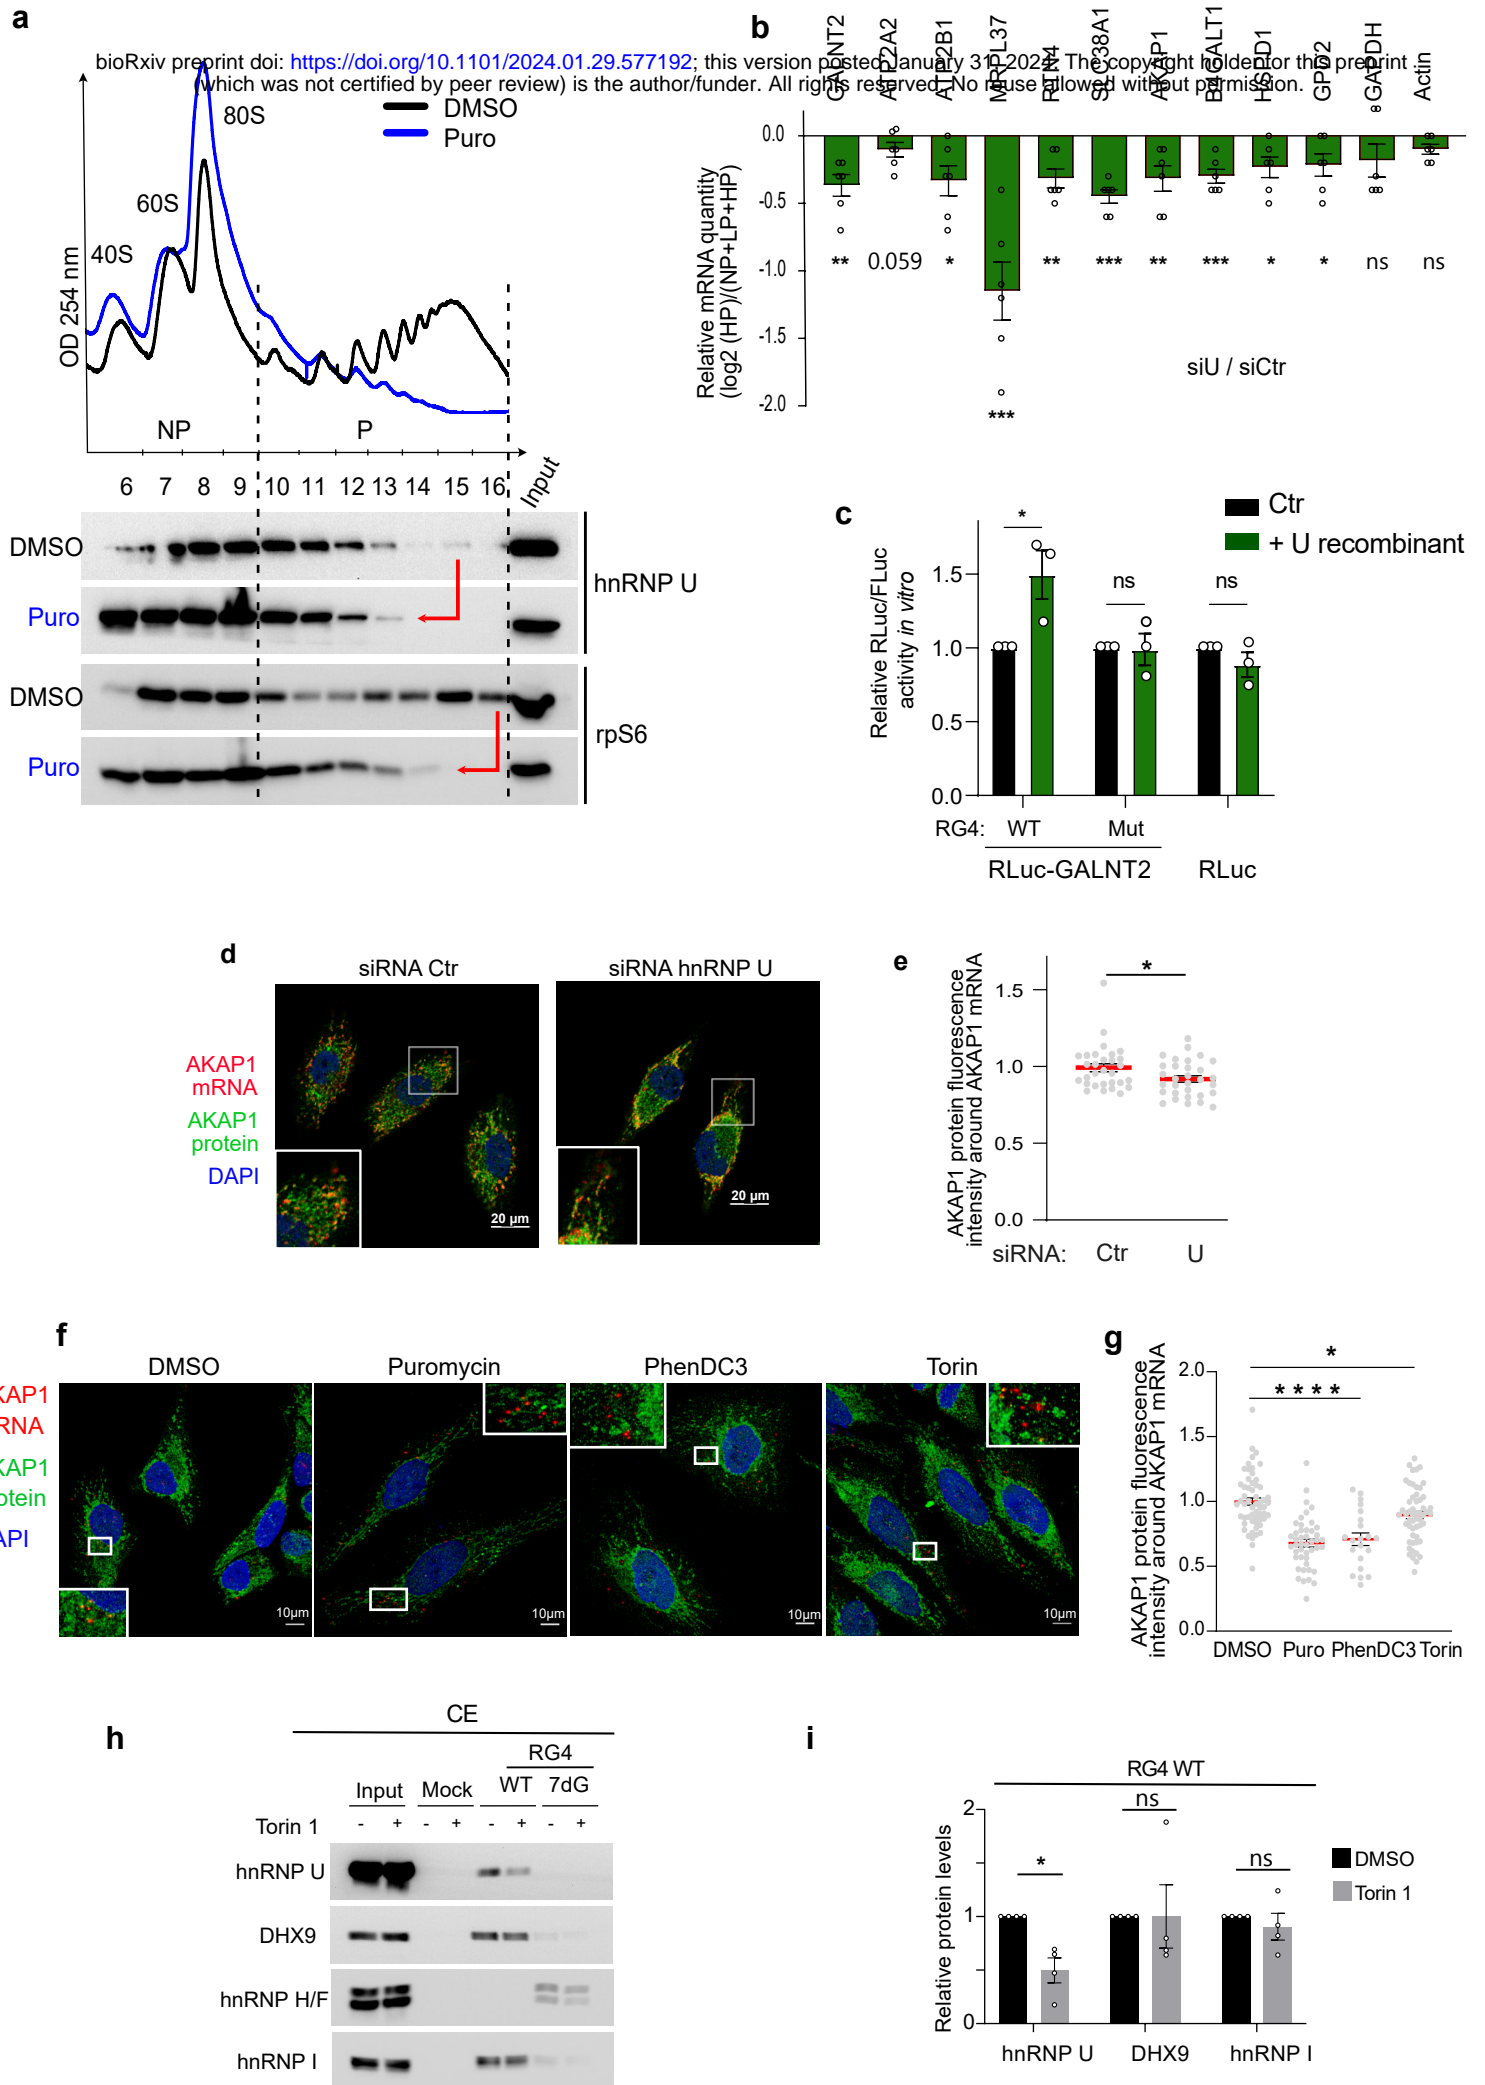 a
b
bioRxiv preprint doi: https://doi.org/10.1101/2024.01.29.577192; this version posted January 31, 2024. The copyright holder for this preprint
(which was not certified by peer review) is the author/funder. All rights reserved. No reuse allowed without permission.
DMSO
Puro
80S
60S
40S
OD 254 nm
NP
P
6 7 8 9 10 11 12 13 14 15 16 Input
DMSO
Puro
hnRNP U
DMSO
Puro
rpS6
GALNT2 ATP2A2 ATP2B1 MRPL37 RTN4 SLC38A1 AKAP1 B4GALT1 HSD1 GPD2 GAPDH Actin
Relative mRNA quantity
(log2 (HP)/(NP+LP+HP)
0.0
-0.5
-1.0
-1.5
-2.0
** 0.059 * ** *** ** *** * * ns ns
***
siU / siCtr
c
Ctr
+ U recombinant
Relative RLuc/FLuc
activity in vitro
1.5
1.0
0.5
0.0
* ns ns
RG4: WT Mut
RLuc-GALNT2 RLuc
d
siRNA Ctr
siRNA hnRNP U
AKAP1
mRNA
AKAP1
protein
DAPI
20 µm
20 µm
e
AKAP1 protein fluorescence
intensity around AKAP1 mRNA
1.5
1.0
0.5
0.0
*
siRNA: Ctr U
f
DMSO
Puromycin
PhenDC3
Torin
KAP1
RNA
KAP1
otein
API
10µm
10µm
10µm
10µm
g
AKAP1 protein fluorescence
intensity around AKAP1 mRNA
2.0
1.5
1.0
0.5
0.0
*
****
DMSO Puro PhenDC3 Torin
h
CE
RG4
Input Mock WT 7dG
Torin 1 - + - + - + - +
hnRNP U
DHX9
hnRNP H/F
hnRNP I
i
RG4 WT
Relative protein levels
2
1
0
* ns ns
DMSO
Torin 1
hnRNP U DHX9 hnRNP I